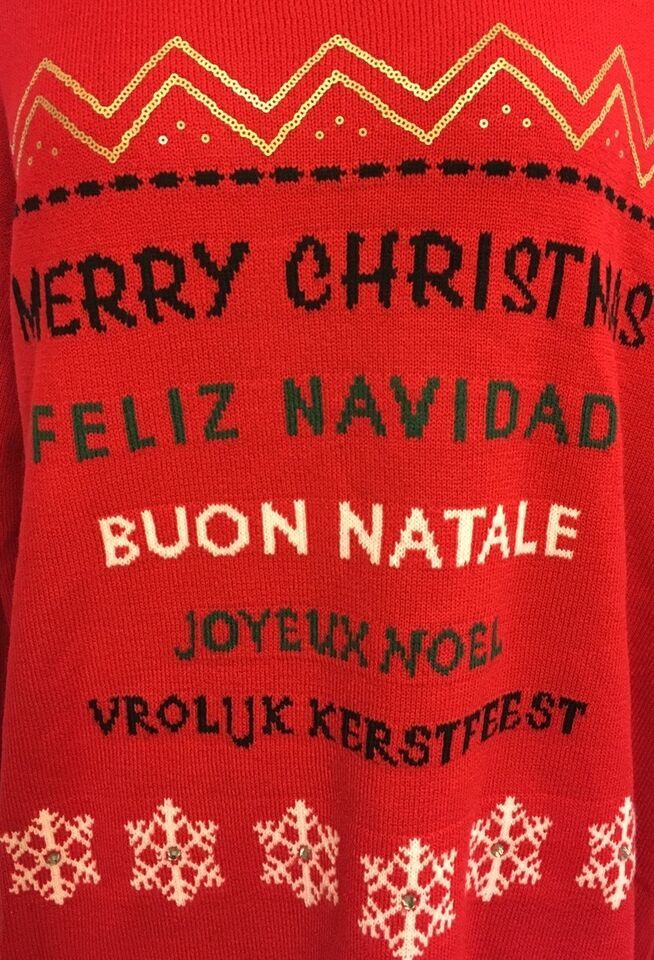 MERRY CHRISTMAS
FELIZ NAVIDAD
BUON NATALE
JOYEUX NOEL
VROLIJK KERSTFEEST